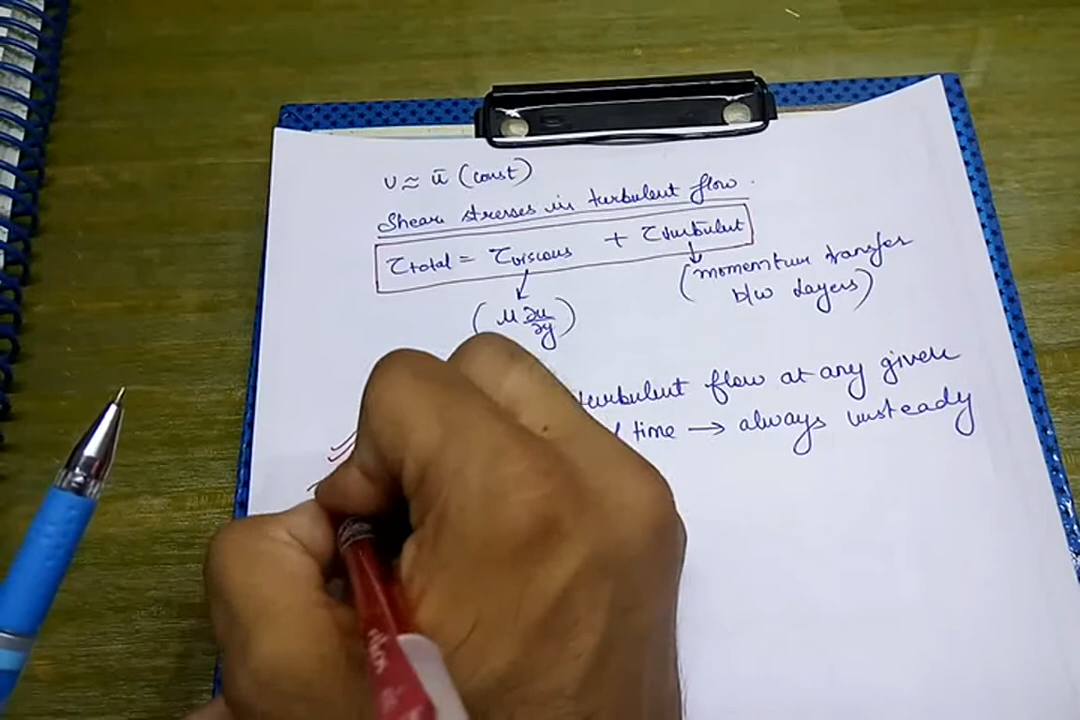 u ≈ ū (const)
Shear stresses in turbulent flow.
τtotal = τviscous + τturbulent
(momentum transfer
b/w layers)
(μ ∂u/∂y)
turbulent flow at any given
time → always unsteady